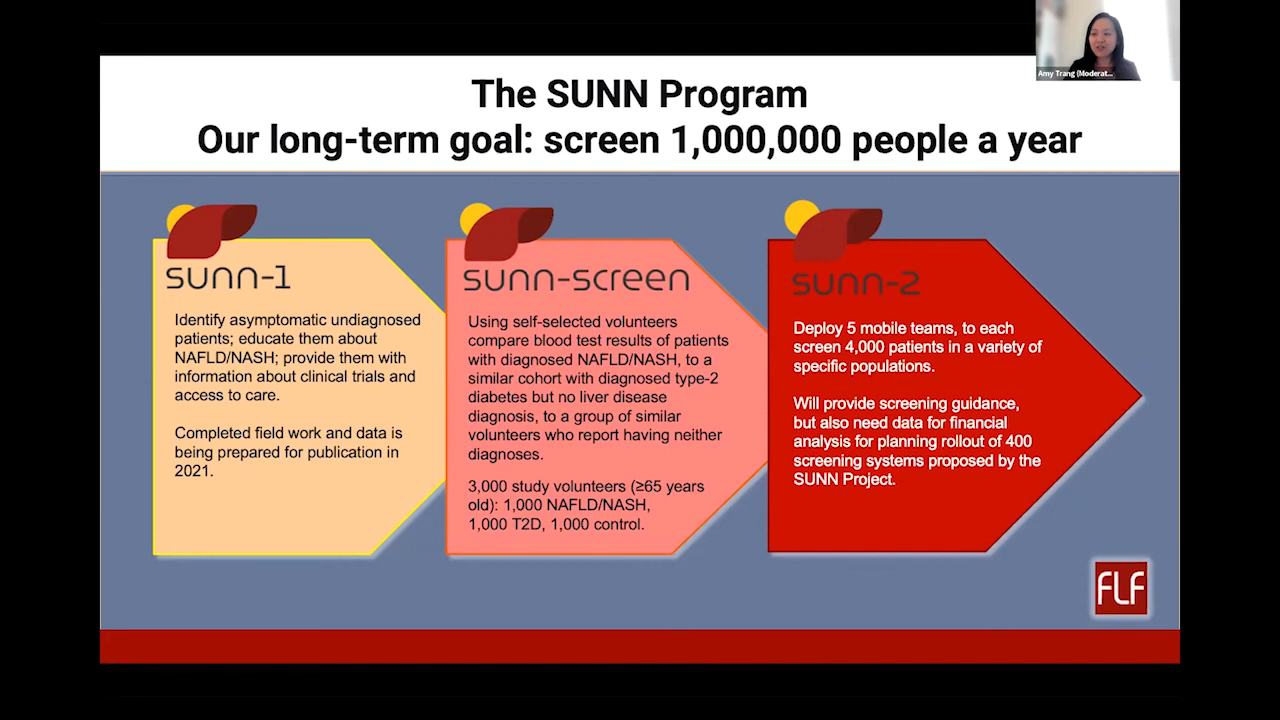 Amy Trang (Moderat...
The SUNN Program
Our long-term goal: screen 1,000,000 people a year
sunn-1
Identify asymptomatic undiagnosed
patients; educate them about
NAFLD/NASH; provide them with
information about clinical trials and
access to care.
Completed field work and data is
being prepared for publication in
2021.
sunn-screen
Using self-selected volunteers
compare blood test results of patients
with diagnosed NAFLD/NASH, to a
similar cohort with diagnosed type-2
diabetes but no liver disease
diagnosis, to a group of similar
volunteers who report having neither
diagnoses.
3,000 study volunteers (≥65 years
old): 1,000 NAFLD/NASH,
1,000 T2D, 1,000 control.
sunn-2
Deploy 5 mobile teams, to each
screen 4,000 patients in a variety of
specific populations.
Will provide screening guidance,
but also need data for financial
analysis for planning rollout of 400
screening systems proposed by the
SUNN Project.
FLF